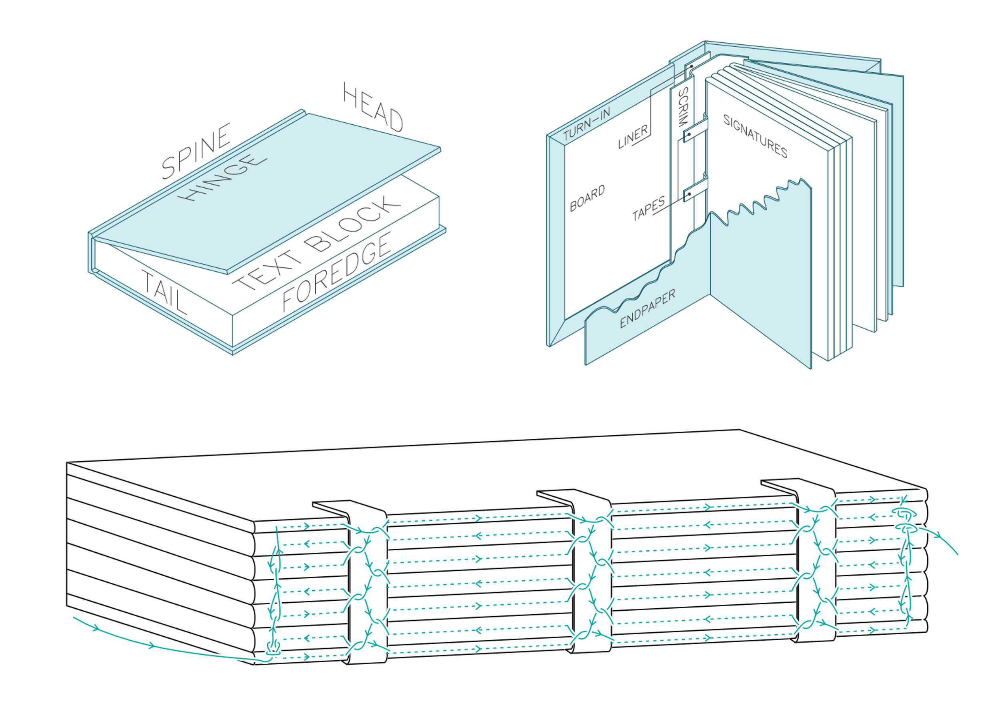 HEAD
SPINE
HINGE
TEXT BLOCK
FOREDGE
TAIL
SCRIM
TURN-IN
LINER
SIGNATURES
BOARD
TAPES
ENDPAPER